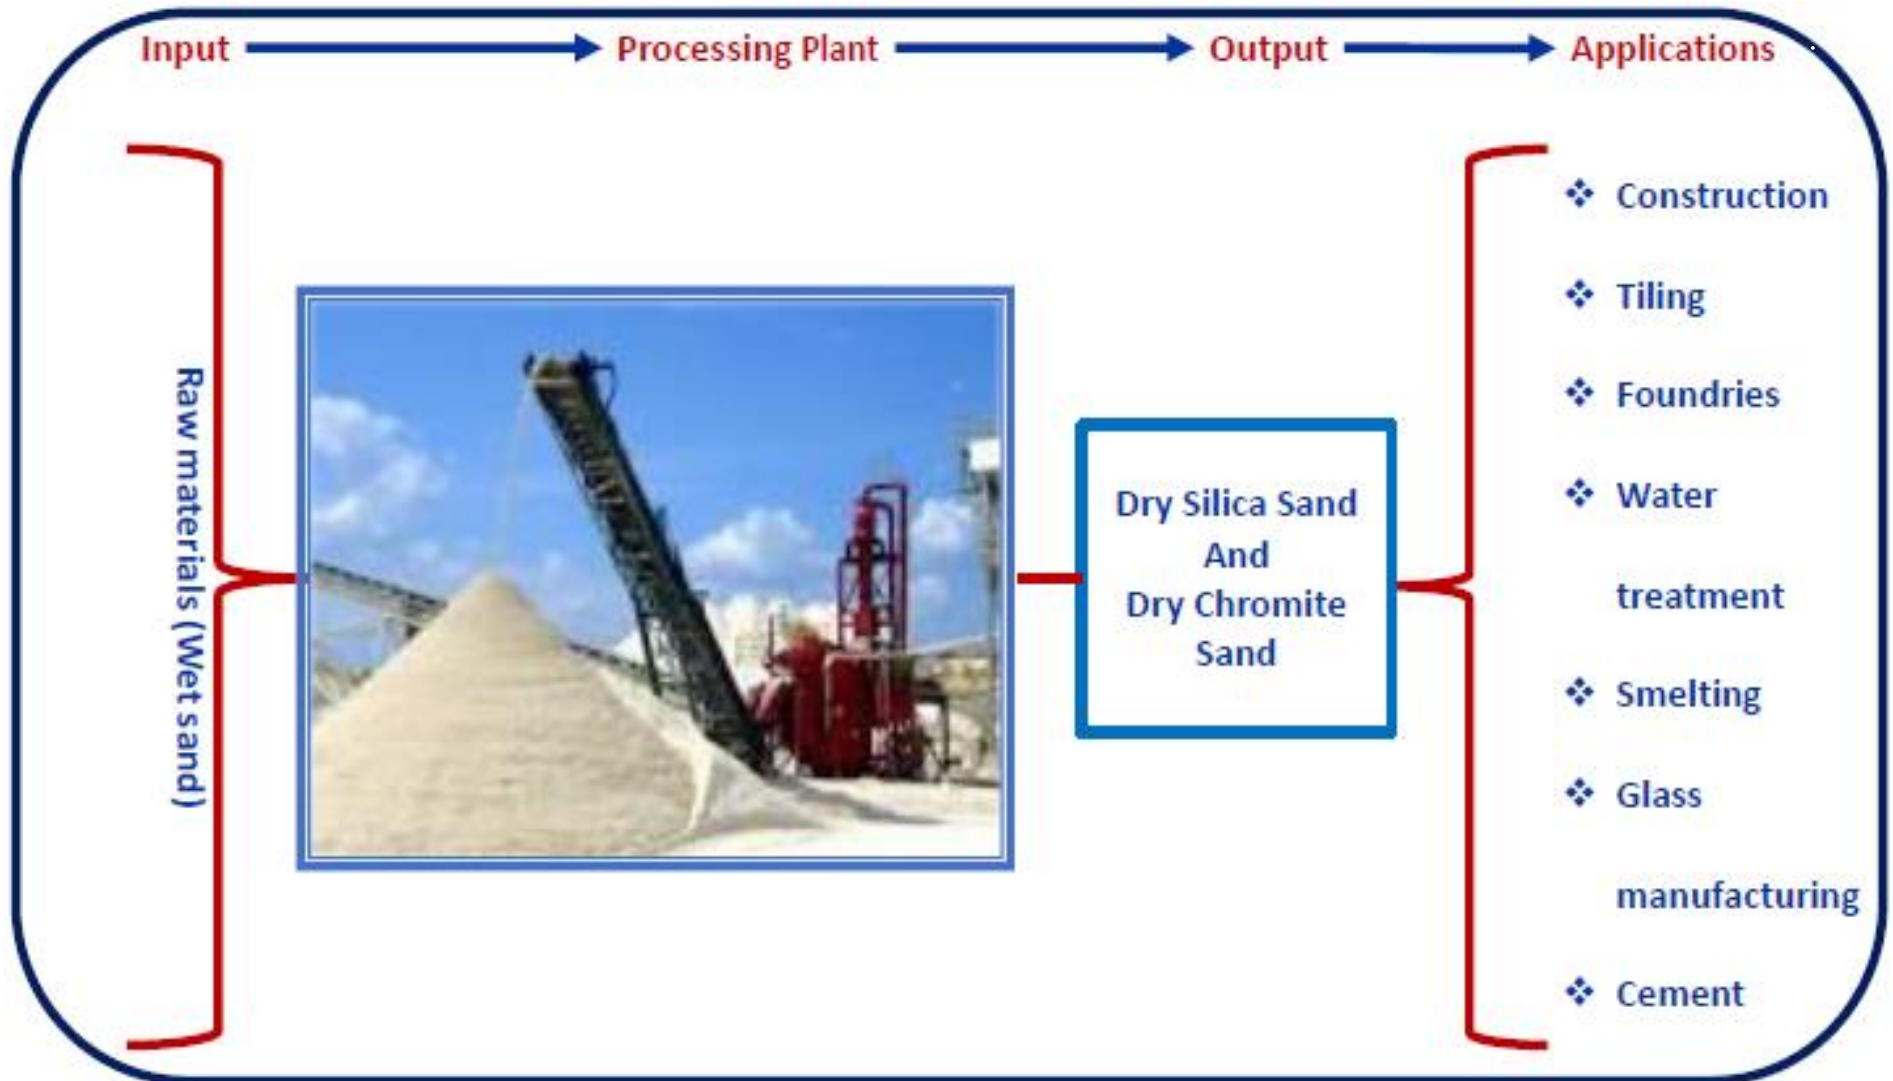 Input
Processing Plant
Output
Applications
Raw materials (Wet sand)
Dry Silica Sand
And
Dry Chromite
Sand
❖ Construction
❖ Tiling
❖ Foundries
❖ Water
treatment
❖ Smelting
❖ Glass
manufacturing
❖ Cement